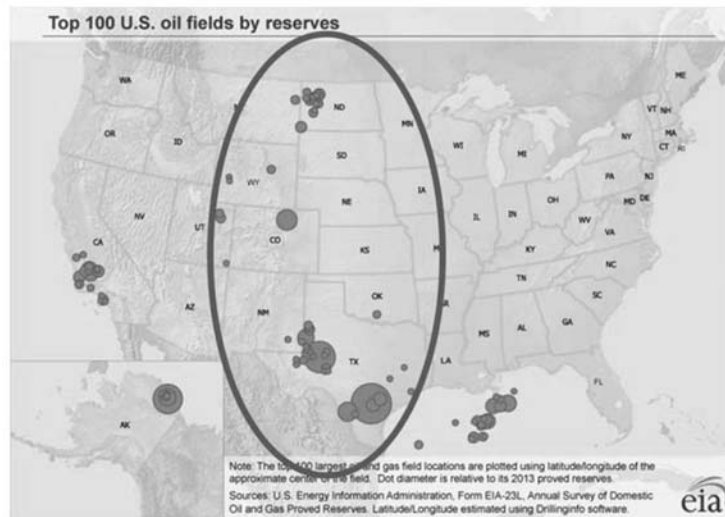 Top 100 U.S. oil fields by reserves
WA
ME
ND
MN
VT
NH
OR
ID
SD
WI
MI
NY
MA
CT
RI
WY
IA
PA
NJ
NE
NV
UT
IL
IN
OH
MD
DE
CO
WV
VA
CA
KS
KY
NC
TN
AZ
NM
OK
SC
MS
AL
GA
TX
LA
FL
AK
Note: The top 100 largest oil and gas field locations are plotted using latitude/longitude of the
approximate center of the field. Dot diameter is relative to its 2013 proved reserves.
Sources: U.S. Energy Information Administration, Form EIA-23L, Annual Survey of Domestic
Oil and Gas Proved Reserves. Latitude/Longitude estimated using Drillinginfo software.
eia